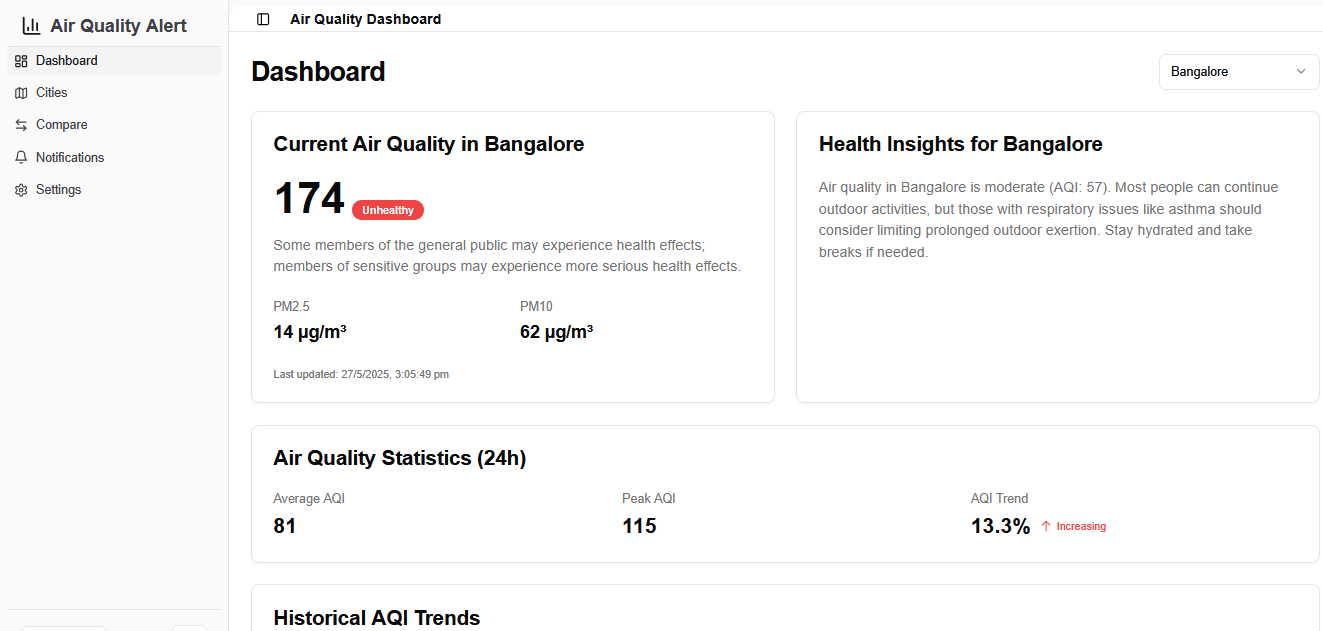 Air Quality Alert
Dashboard
Cities
Compare
Notifications
Settings
Air Quality Dashboard
Dashboard
Bangalore
Current Air Quality in Bangalore
174 Unhealthy
Some members of the general public may experience health effects;
members of sensitive groups may experience more serious health effects.
PM2.5 PM10
14 µg/m³ 62 µg/m³
Last updated: 27/5/2025, 3:05:49 pm
Health Insights for Bangalore
Air quality in Bangalore is moderate (AQI: 57). Most people can continue
outdoor activities, but those with respiratory issues like asthma should
consider limiting prolonged outdoor exertion. Stay hydrated and take
breaks if needed.
Air Quality Statistics (24h)
Average AQI Peak AQI AQI Trend
81 115 13.3% ↑ Increasing
Historical AQI Trends